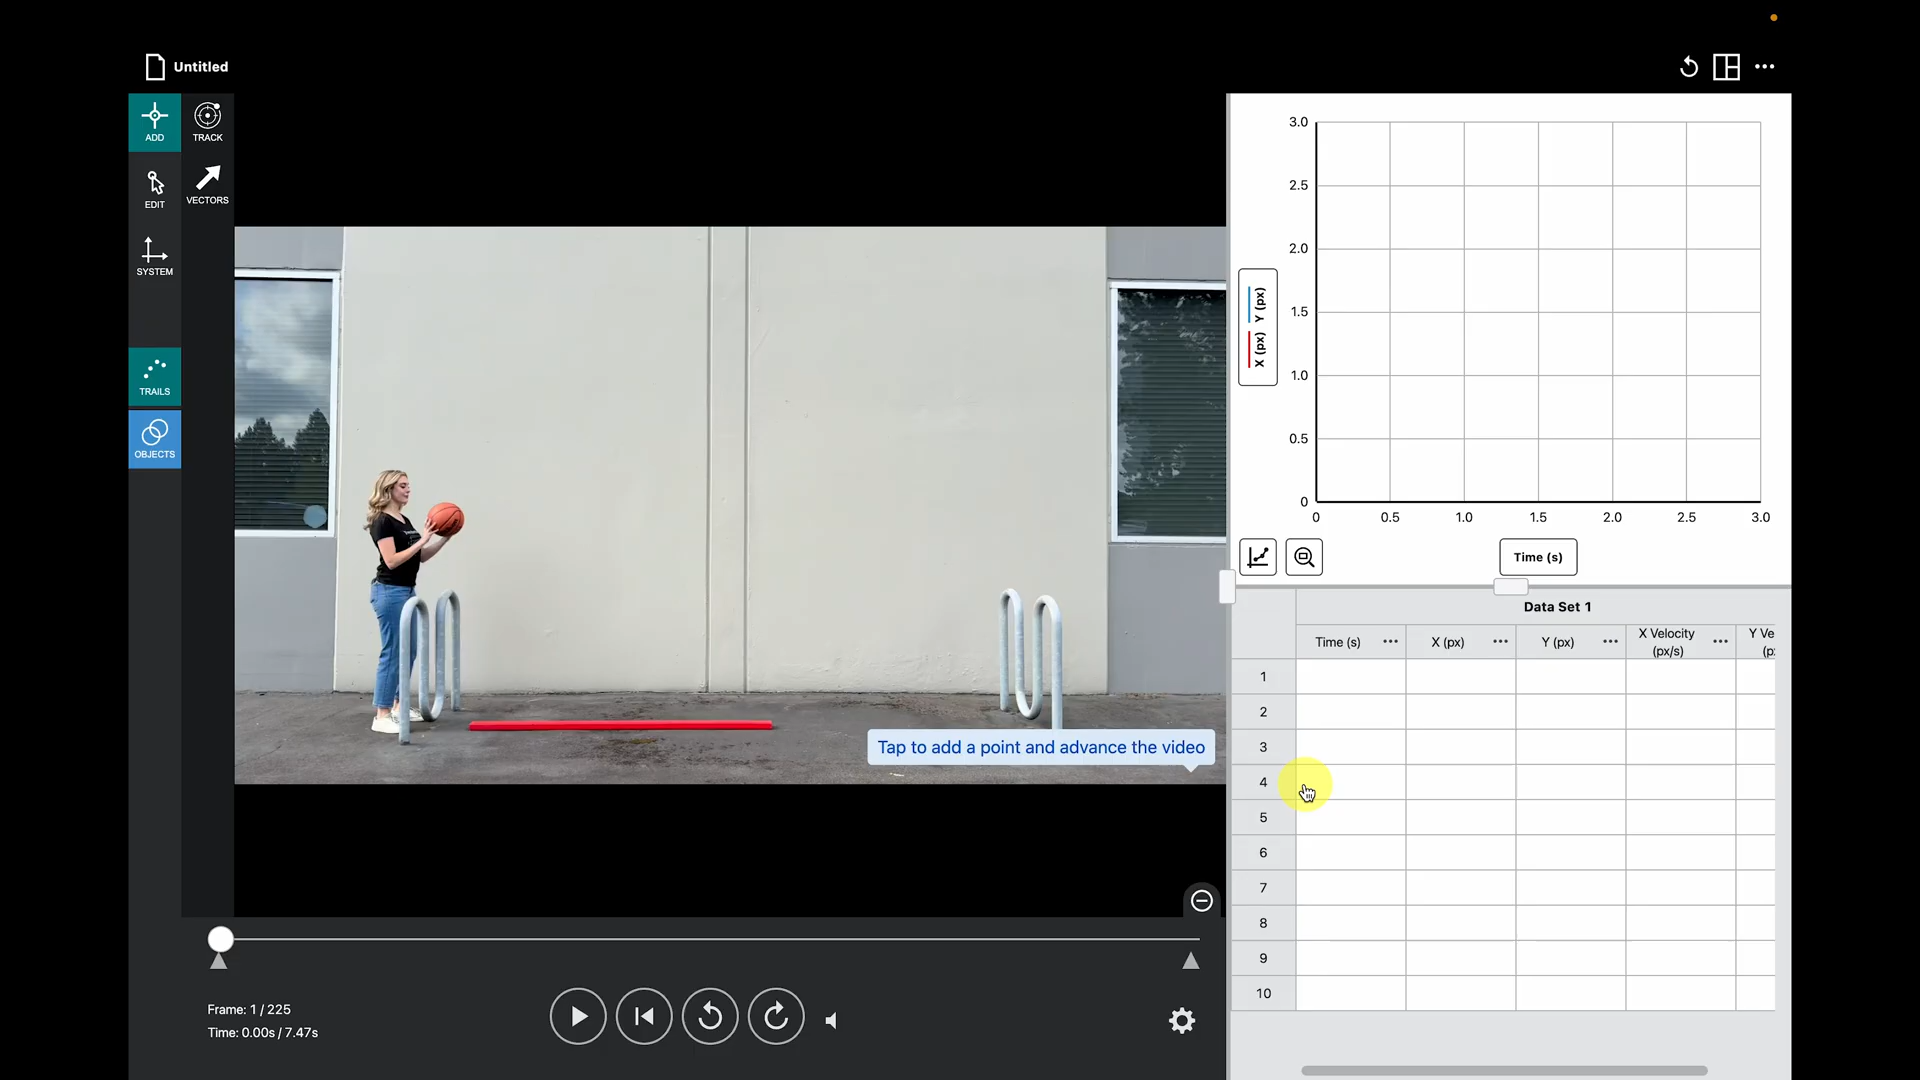 Untitled
ADD
TRACK
EDIT
VECTORS
SYSTEM
TRAILS
OBJECTS
Tap to add a point and advance the video
Frame: 1 / 225
Time: 0.00s / 7.47s
3.0
2.5
2.0
1.5
1.0
0.5
0
0 0.5 1.0 1.5 2.0 2.5 3.0
X (px) Y (px)
Time (s)
Data Set 1
Time (s) ••• X (px) ••• Y (px) ••• X Velocity ••• Y Ve
(px/s) (p
1
2
3
4
5
6
7
8
9
10